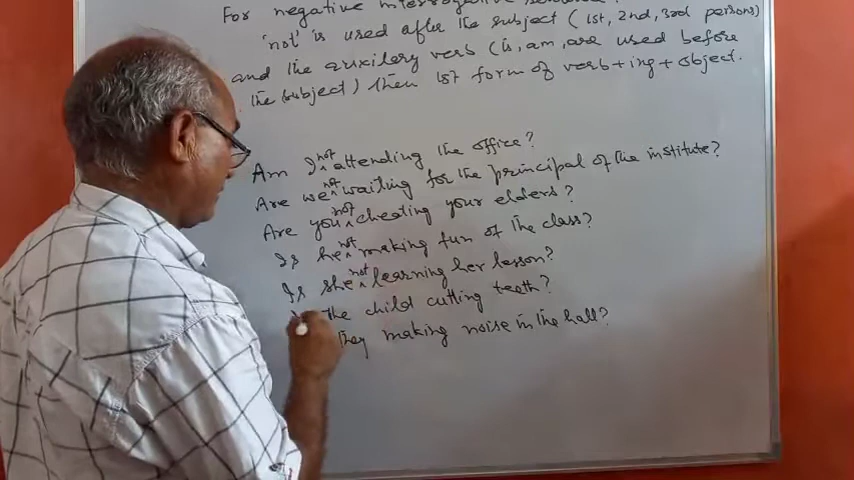 For negative interrogative
'not' is used after the subject (1st, 2nd, 3rd persons)
and the auxiliary verb (is, am, are used before
the subject) then 1st form of verb+ing+object.
Am I not attending the office?
Are we not waiting for the principal of the institute?
Are you not cheating your elders?
Is he not making fun of the class?
Is she not learning her lesson?
the child cutting teeth?
they making noise in the hall?